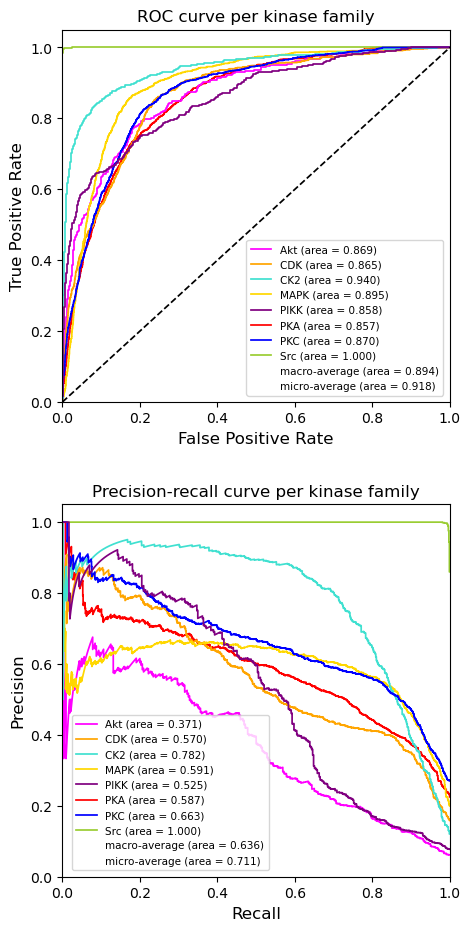 ROC curve per kinase family
1.0
0.8
0.6
0.4
0.2
0.0
True Positive Rate
Akt (area = 0.869)
CDK (area = 0.865)
CK2 (area = 0.940)
MAPK (area = 0.895)
PIKK (area = 0.858)
PKA (area = 0.857)
PKC (area = 0.870)
Src (area = 1.000)
macro-average (area = 0.894)
micro-average (area = 0.918)
0.0 0.2 0.4 0.6 0.8 1.0
False Positive Rate
Precision-recall curve per kinase family
1.0
0.8
0.6
0.4
0.2
0.0
Precision
Akt (area = 0.371)
CDK (area = 0.570)
CK2 (area = 0.782)
MAPK (area = 0.591)
PIKK (area = 0.525)
PKA (area = 0.587)
PKC (area = 0.663)
Src (area = 1.000)
macro-average (area = 0.636)
micro-average (area = 0.711)
0.0 0.2 0.4 0.6 0.8 1.0
Recall